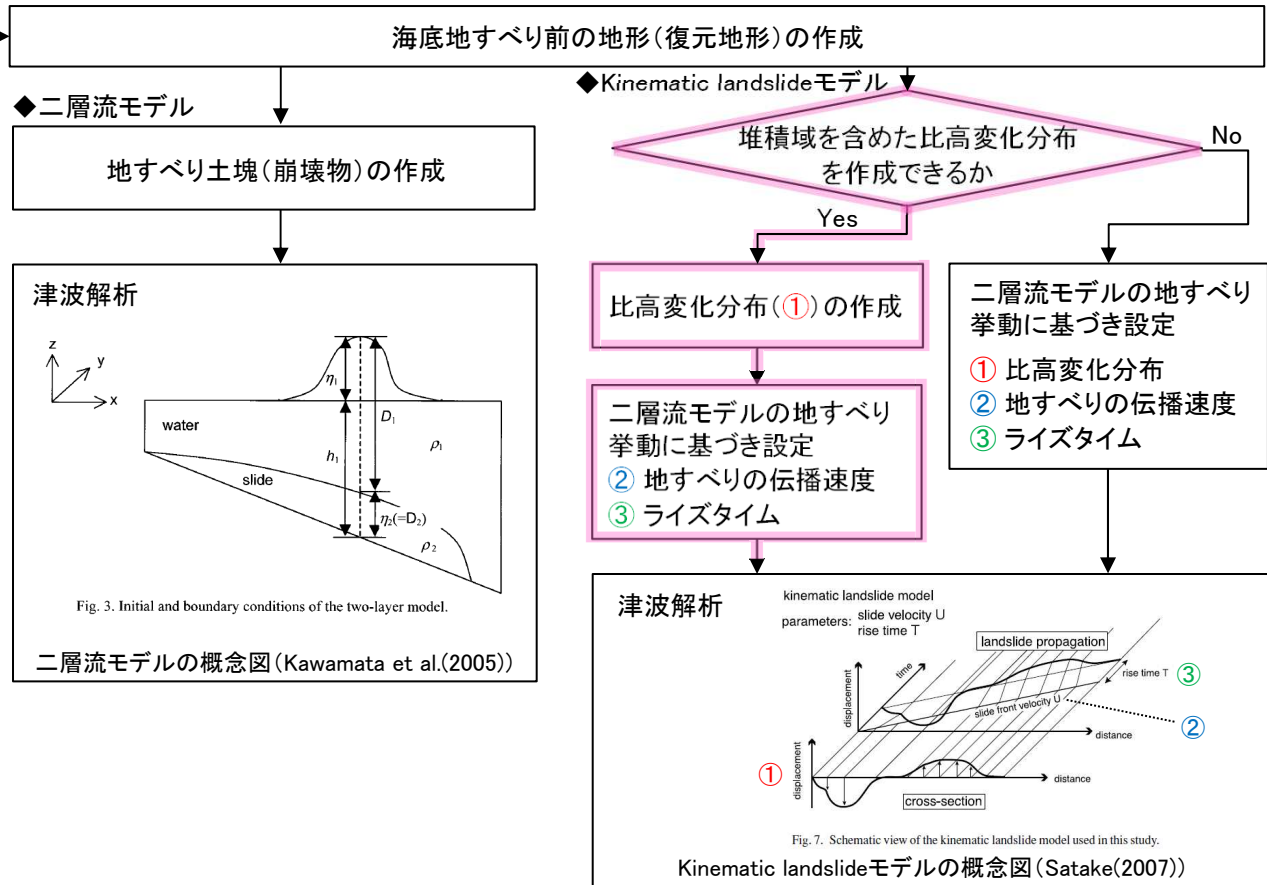 海底地すべり前の地形(復元地形)の作成
◆二層流モデル
地すべり土塊(崩壊物)の作成
津波解析
z
y
x
water
slide
η1
D1
h1
ρ1
η2(=D2)
ρ2
Fig. 3. Initial and boundary conditions of the two-layer model.
二層流モデルの概念図(Kawamata et al.(2005))
◆Kinematic landslideモデル
堆積域を含めた比高変化分布
を作成できるか
No
Yes
比高変化分布(①)の作成
二層流モデルの地すべり
挙動に基づき設定
② 地すべりの伝播速度
③ ライズタイム
二層流モデルの地すべり
挙動に基づき設定
① 比高変化分布
② 地すべりの伝播速度
③ ライズタイム
津波解析
kinematic landslide model
parameters: slide velocity U
rise time T
landslide propagation
time
displacement
rise time T
③
slide front velocity U
②
distance
①
displacement
distance
cross-section
Fig. 7. Schematic view of the kinematic landslide model used in this study.
Kinematic landslideモデルの概念図(Satake(2007))